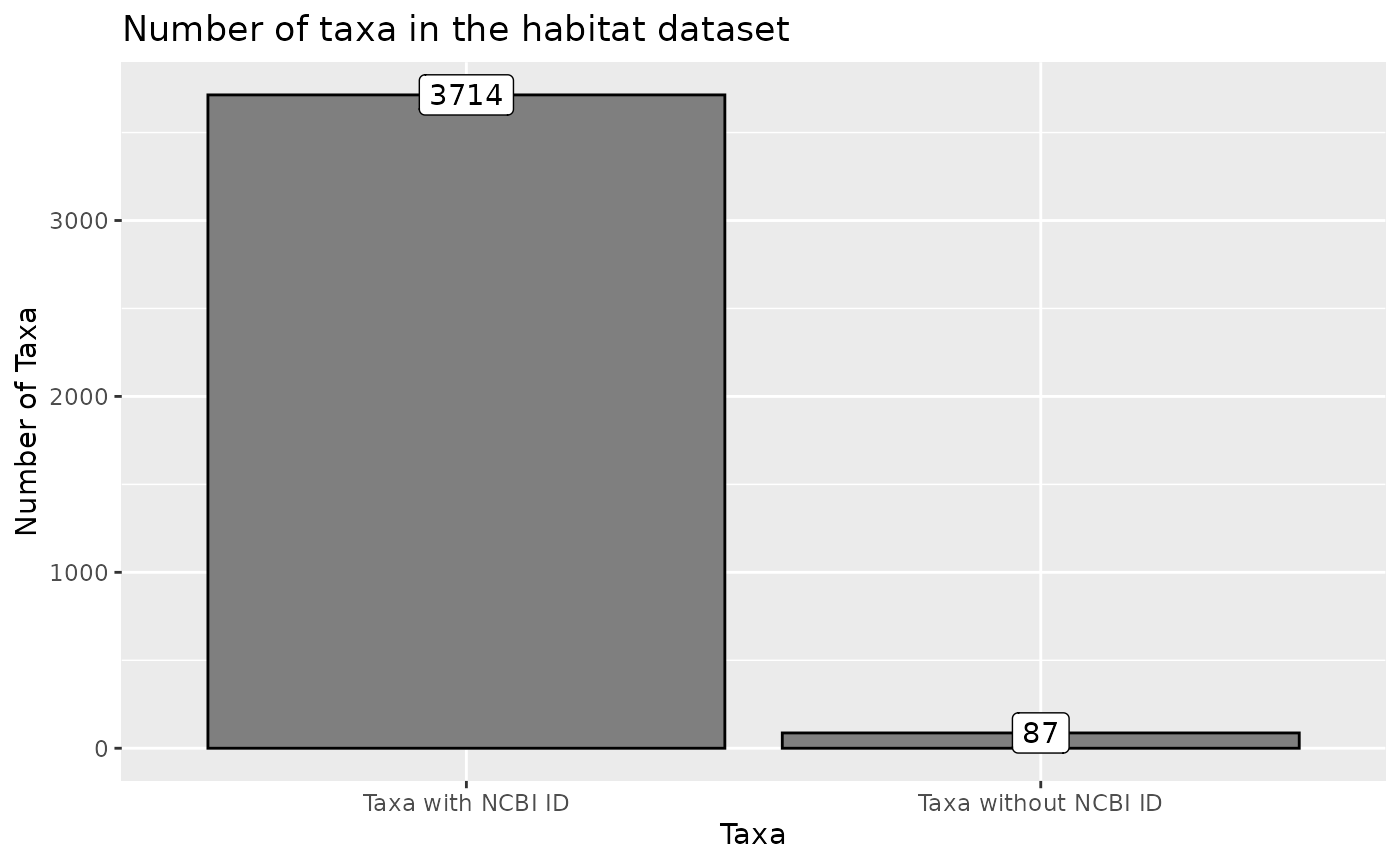 Number of taxa in the habitat dataset
3714
3000
2000
1000
0
87
Number of Taxa
Taxa with NCBI ID
Taxa without NCBI ID
Taxa